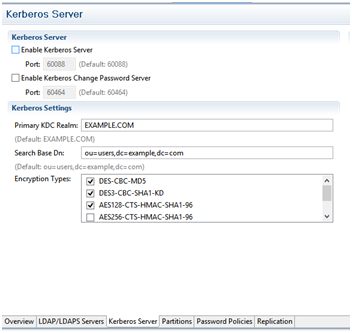 Kerberos Server
Kerberos Server
Enable Kerberos Server
Port: 60088 (Default: 60088)
Enable Kerberos Change Password Server
Port: 60464 (Default: 60464)
Kerberos Settings
Primary KDC Realm: EXAMPLE.COM
(Default: EXAMPLE.COM)
Search Base Dn: ou=users,dc=example,dc=com
(Default: ou=users,dc=example,dc=com)
Encryption Types: DES-CBC-MD5
DES3-CBC-SHA1-KD
AES128-CTS-HMAC-SHA1-96
AES256-CTS-HMAC-SHA1-96
Overview LDAP/LDAPS Servers Kerberos Server Partitions Password Policies Replication